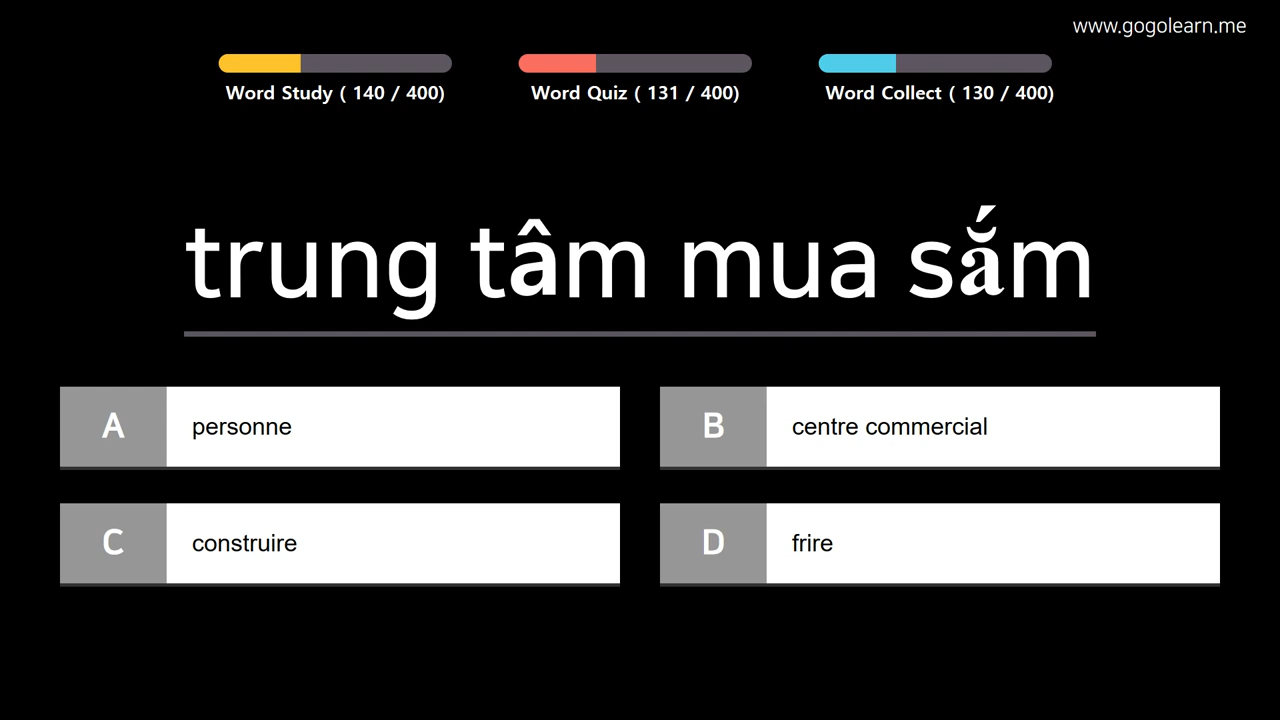 www.gogolearn.me
Word Study ( 140 / 400)
Word Quiz ( 131 / 400)
Word Collect ( 130 / 400)
trung tâm mua sắm
A personne
B centre commercial
C construire
D frire